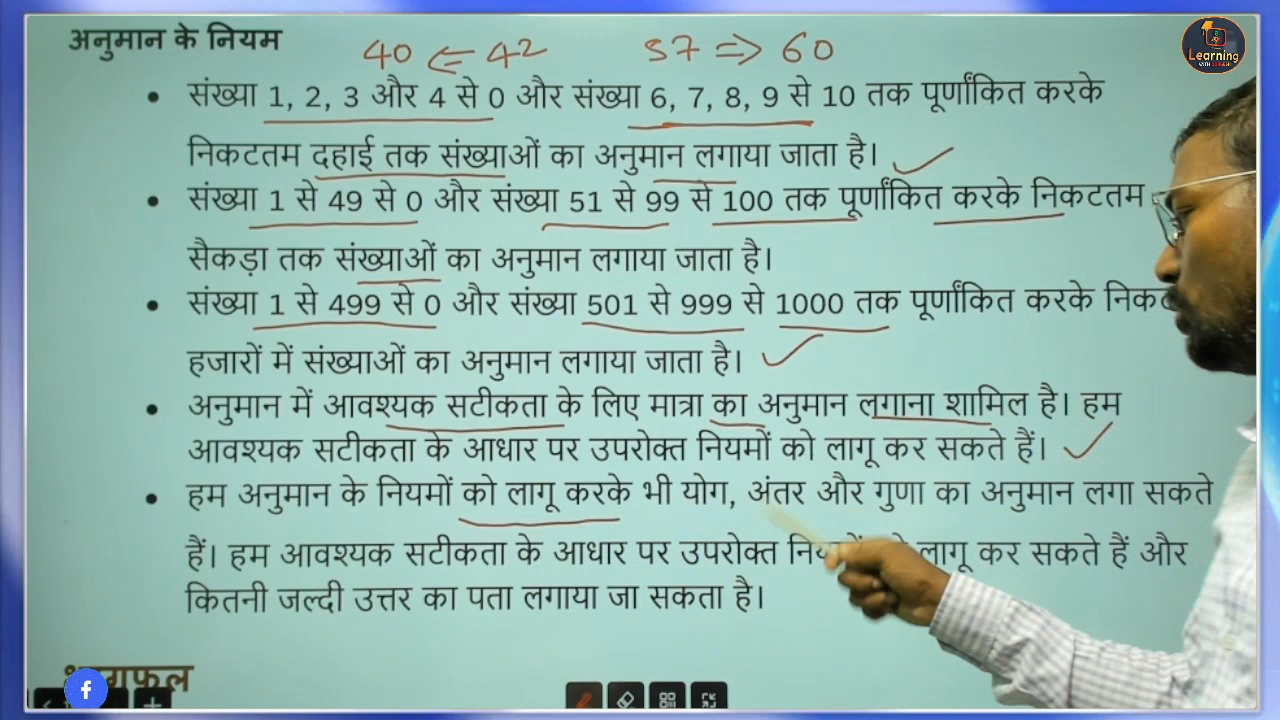 अनुमान के नियम
40 ⇐ 42 57 ⇒ 60
Learning
• संख्या 1, 2, 3 और 4 से 0 और संख्या 6, 7, 8, 9 से 10 तक पूर्णांकित करके
निकटतम दहाई तक संख्याओं का अनुमान लगाया जाता है।
• संख्या 1 से 49 से 0 और संख्या 51 से 99 से 100 तक पूर्णांकित करके निकटतम
सैकड़ा तक संख्याओं का अनुमान लगाया जाता है।
• संख्या 1 से 499 से 0 और संख्या 501 से 999 से 1000 तक पूर्णांकित करके
हजारों में संख्याओं का अनुमान लगाया जाता है।
• अनुमान में आवश्यक सटीकता के लिए मात्रा का अनुमान लगाना शामिल है। हम
आवश्यक सटीकता के आधार पर उपरोक्त नियमों को लागू कर सकते हैं।
• हम अनुमान के नियमों को लागू करके भी योग, अंतर और गुणा का अनुमान लगा सकते
हैं। हम आवश्यक सटीकता के आधार पर उपरोक्त लागू कर सकते हैं और
कितनी जल्दी उत्तर का पता लगाया जा सकता है।
f